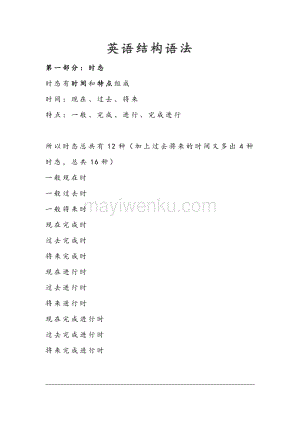 英语结构语法
第一部分：时态
时态有时间和特点组成
时间：现在、过去、将来
特点：一般、完成、进行、完成进行
所以时态总共有12种（加上过去将来的时间又多出4种
时态，总共16种）
一般现在时
一般过去时
一般将来时
现在完成时
过去完成时
将来完成时
现在进行时
过去进行时
将来进行时
现在完成进行时
过去完成进行时
将来完成进行时
mayiwenku.com